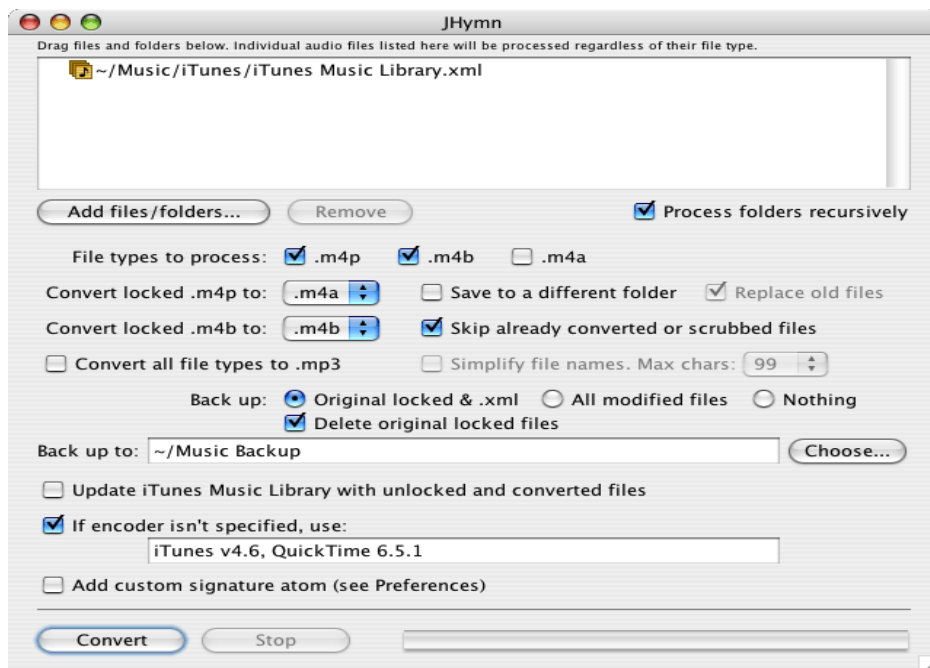 JHymn
Drag files and folders below. Individual audio files listed here will be processed regardless of their file type.
~/Music/iTunes/iTunes Music Library.xml
Add files/folders... Remove Process folders recursively
File types to process: .m4p .m4b .m4a
Convert locked .m4p to: .m4a Save to a different folder Replace old files
Convert locked .m4b to: .m4b Skip already converted or scrubbed files
Convert all file types to .mp3 Simplify file names. Max chars: 99
Back up: Original locked & .xml All modified files Nothing
Delete original locked files
Back up to: ~/Music Backup Choose...
Update iTunes Music Library with unlocked and converted files
If encoder isn't specified, use:
iTunes v4.6, QuickTime 6.5.1
Add custom signature atom (see Preferences)
Convert Stop